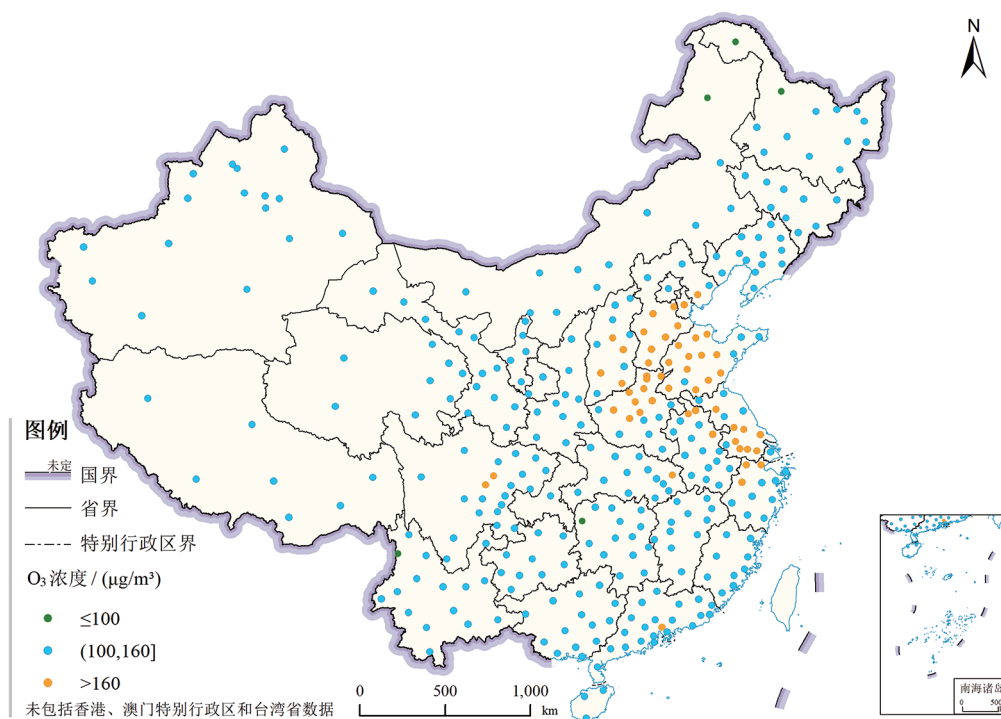 N
图例
未定
国界
省界
特别行政区界
O₃浓度 / (μg/m³)
≤100
(100,160]
>160
未包括香港、澳门特别行政区和台湾省数据
0 500 1,000
km
南海诸岛
0 500